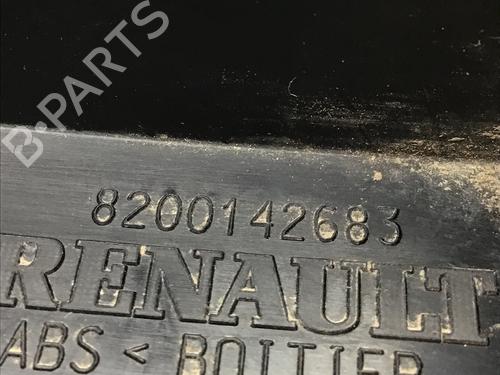 B-PARTS
8200142683
RENAULT
ABS < BOITIER